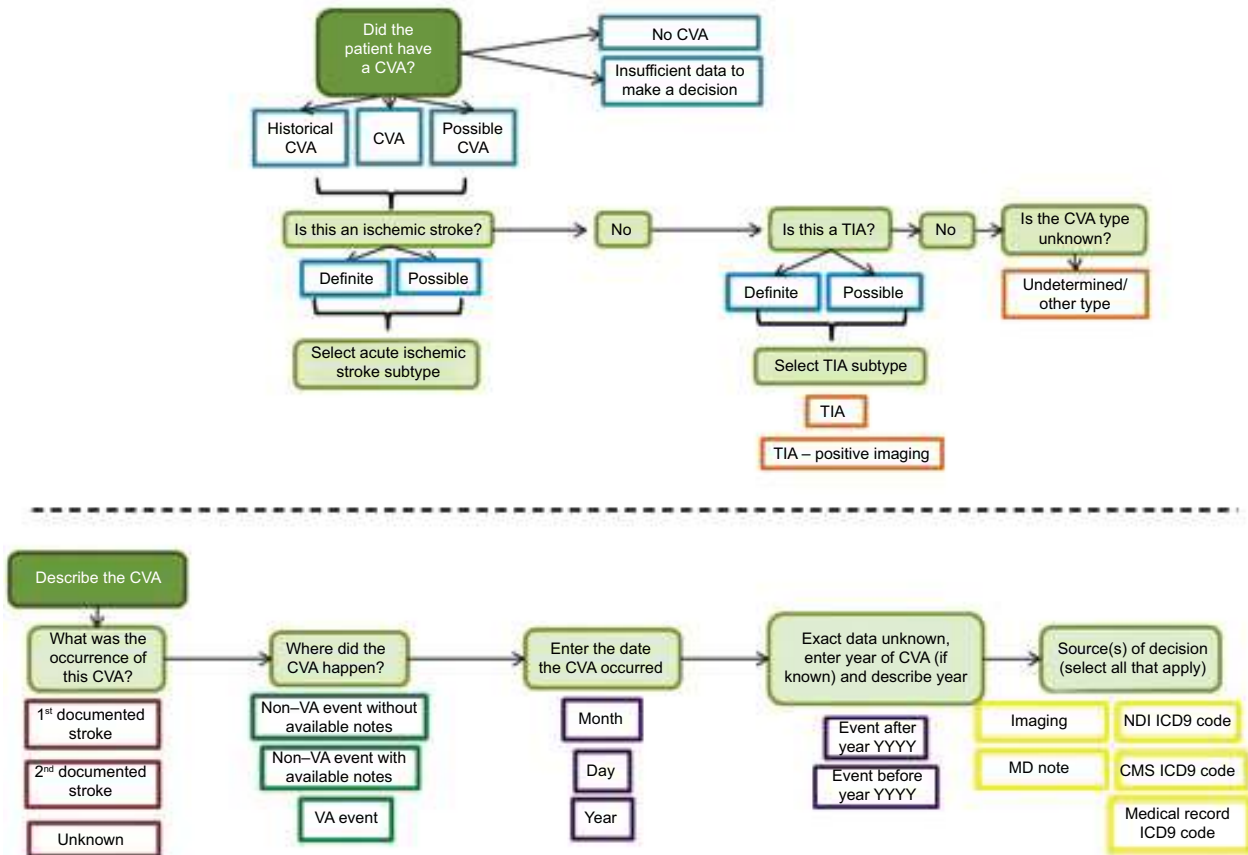 Did the
patient have
a CVA?
No CVA
Insufficient data to
make a decision
Historical
CVA
CVA
Possible
CVA
Is this an ischemic stroke?
No
Is this a TIA?
No
Is the CVA type
unknown?
Definite
Possible
Definite
Possible
Undetermined/
other type
Select acute ischemic
stroke subtype
Select TIA subtype
TIA
TIA – positive imaging
Describe the CVA
What was the
occurrence of
this CVA?
Where did the
CVA happen?
Enter the date
the CVA occurred
Exact data unknown,
enter year of CVA (if
known) and describe year
Source(s) of decision
(select all that apply)
1st documented
stroke
2nd documented
stroke
Unknown
Non–VA event without
available notes
Non–VA event with
available notes
VA event
Month
Day
Year
Event after
year YYYY
Event before
year YYYY
Imaging
MD note
NDI ICD9 code
CMS ICD9 code
Medical record
ICD9 code